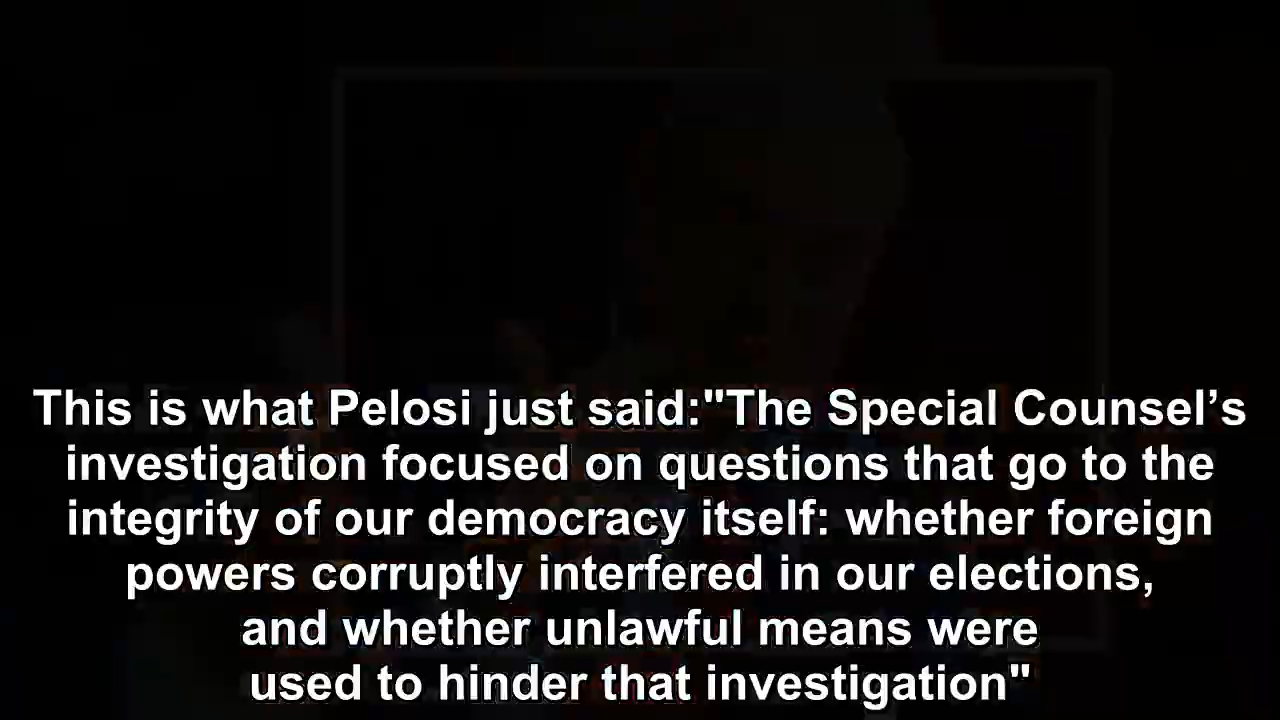 This is what Pelosi just said:"The Special Counsel’s
investigation focused on questions that go to the
integrity of our democracy itself: whether foreign
powers corruptly interfered in our elections,
and whether unlawful means were
used to hinder that investigation"